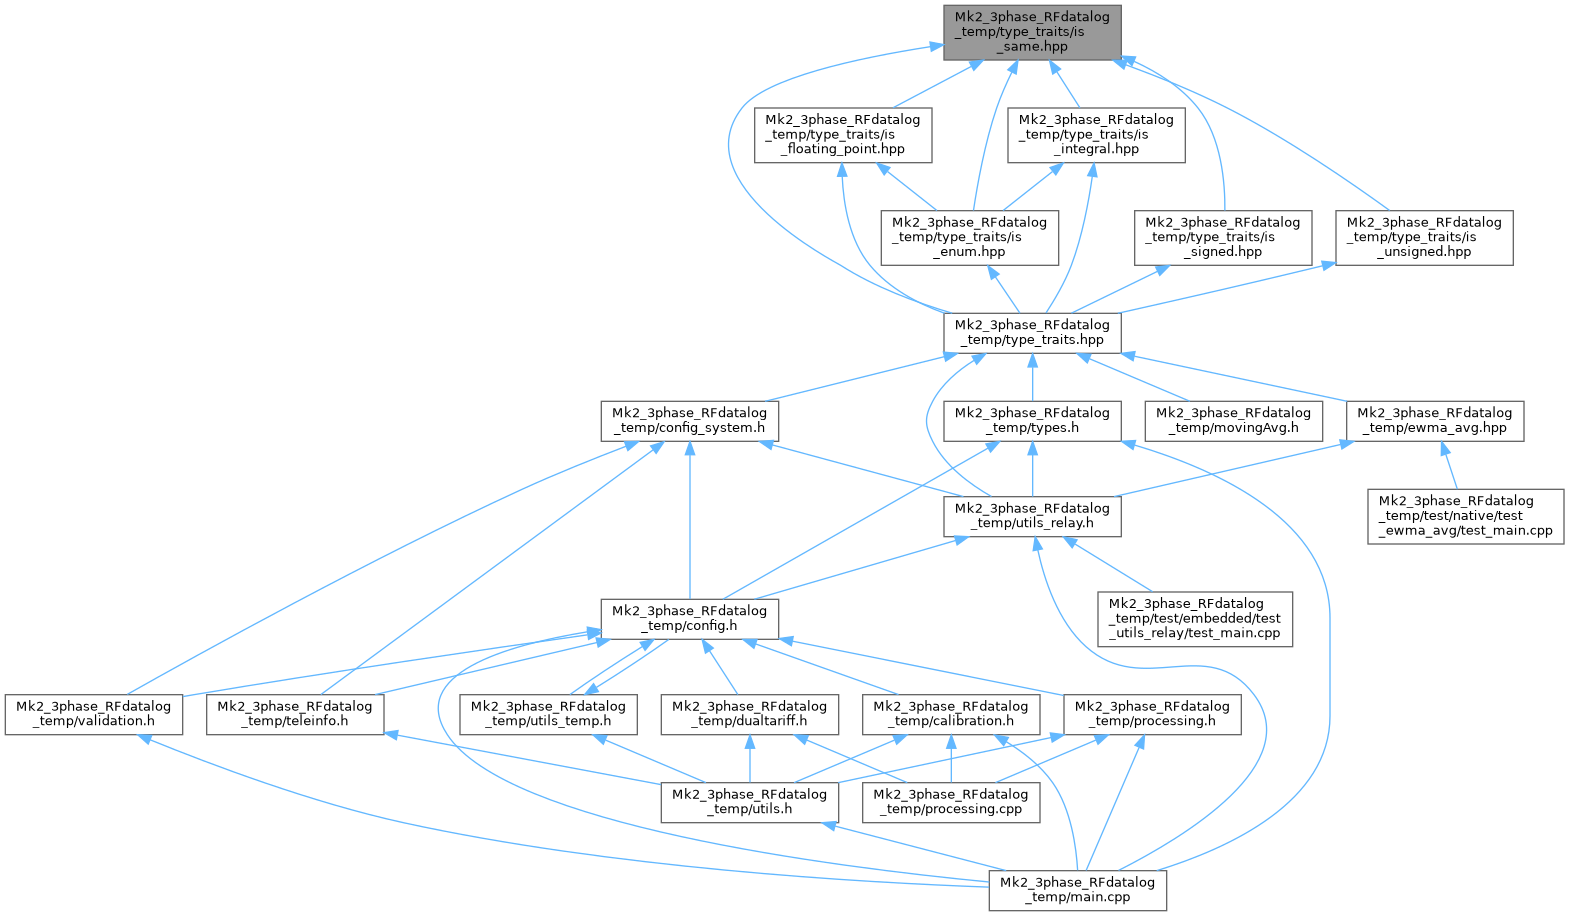 Mk2_3phase_RFdatalog
_temp/type_traits/is
_same.hpp
Mk2_3phase_RFdatalog
_temp/type_traits/is
_floating_point.hpp
Mk2_3phase_RFdatalog
_temp/type_traits/is
_integral.hpp
Mk2_3phase_RFdatalog
_temp/type_traits/is
_enum.hpp
Mk2_3phase_RFdatalog
_temp/type_traits/is
_signed.hpp
Mk2_3phase_RFdatalog
_temp/type_traits/is
_unsigned.hpp
Mk2_3phase_RFdatalog
_temp/type_traits.hpp
Mk2_3phase_RFdatalog
_temp/config_system.h
Mk2_3phase_RFdatalog
_temp/types.h
Mk2_3phase_RFdatalog
_temp/movingAvg.h
Mk2_3phase_RFdatalog
_temp/ewma_avg.hpp
Mk2_3phase_RFdatalog
_temp/utils_relay.h
Mk2_3phase_RFdatalog
_temp/test/native/test
_ewma_avg/test_main.cpp
Mk2_3phase_RFdatalog
_temp/config.h
Mk2_3phase_RFdatalog
_temp/test/embedded/test
_utils_relay/test_main.cpp
Mk2_3phase_RFdatalog
_temp/validation.h
Mk2_3phase_RFdatalog
_temp/teleinfo.h
Mk2_3phase_RFdatalog
_temp/utils_temp.h
Mk2_3phase_RFdatalog
_temp/dualtariff.h
Mk2_3phase_RFdatalog
_temp/calibration.h
Mk2_3phase_RFdatalog
_temp/processing.h
Mk2_3phase_RFdatalog
_temp/utils.h
Mk2_3phase_RFdatalog
_temp/processing.cpp
Mk2_3phase_RFdatalog
_temp/main.cpp